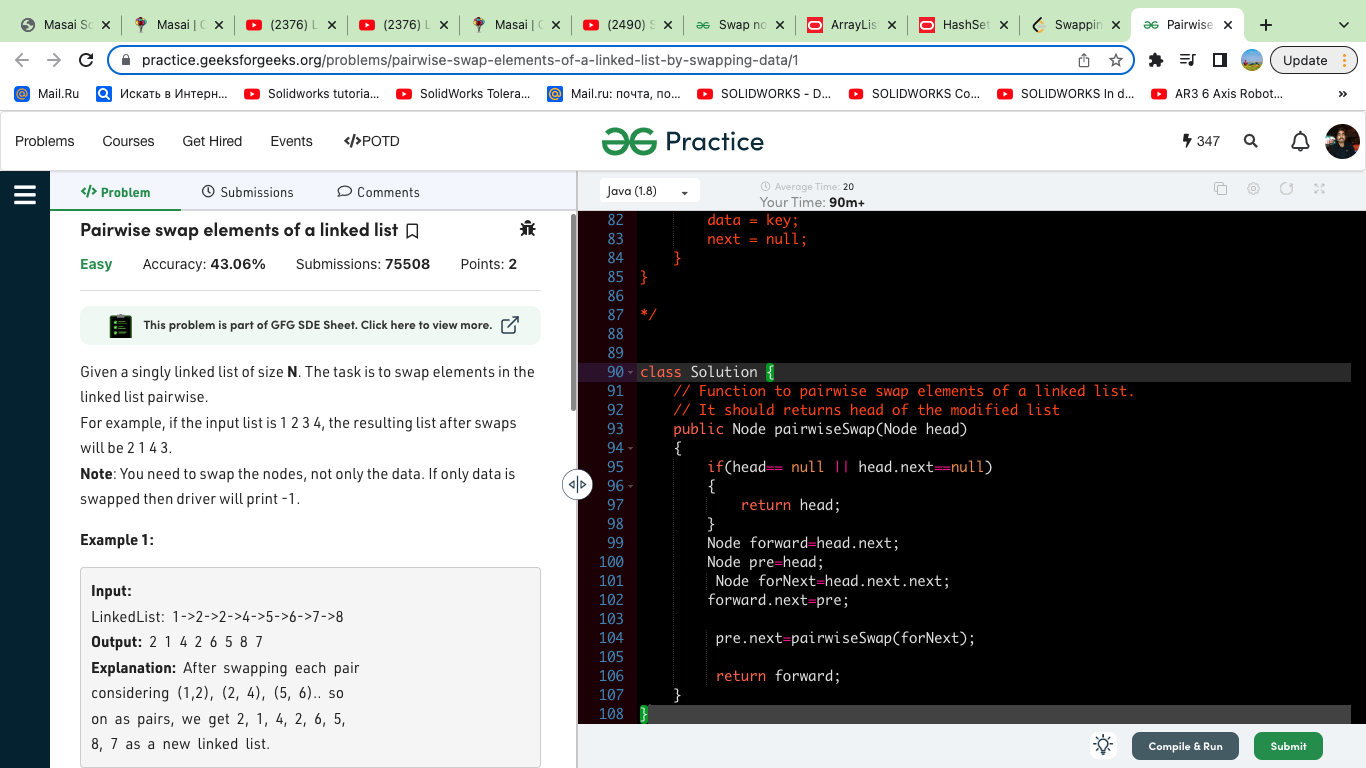 Masai Sc
Masai | C
(2376) L
(2376) L
Masai | C
(2490) S
Swap no
ArrayLis
HashSet
Swappin
Pairwise
practice.geeksforgeeks.org/problems/pairwise-swap-elements-of-a-linked-list-by-swapping-data/1
Update
Mail.Ru
Искать в Интерн...
Solidworks tutoria...
SolidWorks Tolera...
Mail.ru: почта, по...
SOLIDWORKS - D...
SOLIDWORKS Co...
SOLIDWORKS In d...
AR3 6 Axis Robot...
»
Problems
Courses
Get Hired
Events
</>POTD
Practice
347
</> Problem
Submissions
Comments
Java (1.8)
Average Time: 20
Your Time: 90m+
Pairwise swap elements of a linked list
Easy Accuracy: 43.06% Submissions: 75508 Points: 2
This problem is part of GFG SDE Sheet. Click here to view more.
Given a singly linked list of size N. The task is to swap elements in the
linked list pairwise.
For example, if the input list is 1 2 3 4, the resulting list after swaps
will be 2 1 4 3.
Note: You need to swap the nodes, not only the data. If only data is
swapped then driver will print -1.
Example 1:
Input:
LinkedList: 1->2->2->4->5->6->7->8
Output: 2 1 4 2 6 5 8 7
Explanation: After swapping each pair
considering (1,2), (2, 4), (5, 6).. so
on as pairs, we get 2, 1, 4, 2, 6, 5,
8, 7 as a new linked list.
82 data = key;
83 next = null;
84 }
85 }
86
87 */
88
89
90 class Solution {
91 // Function to pairwise swap elements of a linked list.
92 // It should returns head of the modified list
93 public Node pairwiseSwap(Node head)
94 {
95 if(head== null || head.next==null)
96 {
97 return head;
98 }
99 Node forward=head.next;
100 Node pre=head;
101 Node forNext=head.next.next;
102 forward.next=pre;
103
104 pre.next=pairwiseSwap(forNext);
105
106 return forward;
107 }
108 }
Compile & Run
Submit